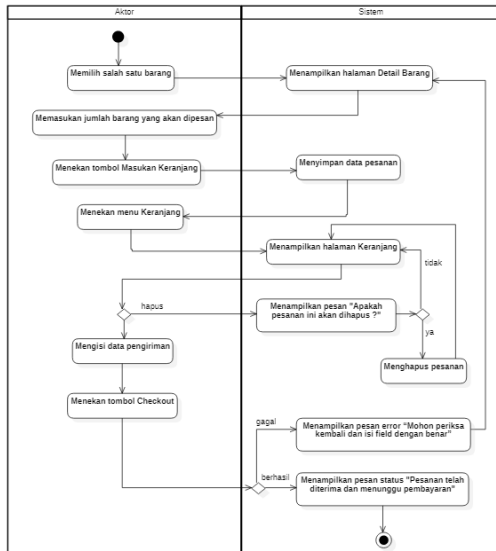 Aktor
Sistem
Memilih salah satu barang
Menampilkan halaman Detail Barang
Memasukan jumlah barang yang akan dipesan
Menekan tombol Masukan Keranjang
Menyimpan data pesanan
Menekan menu Keranjang
Menampilkan halaman Keranjang
tidak
hapus
Menampilkan pesan "Apakah
pesanan ini akan dihapus ?"
ya
Mengisi data pengiriman
Menghapus pesanan
Menekan tombol Checkout
gagal
Menampilkan pesan error "Mohon periksa
kembali dan isi field dengan benar"
berhasil
Menampilkan pesan status "Pesanan telah
diterima dan menunggu pembayaran"